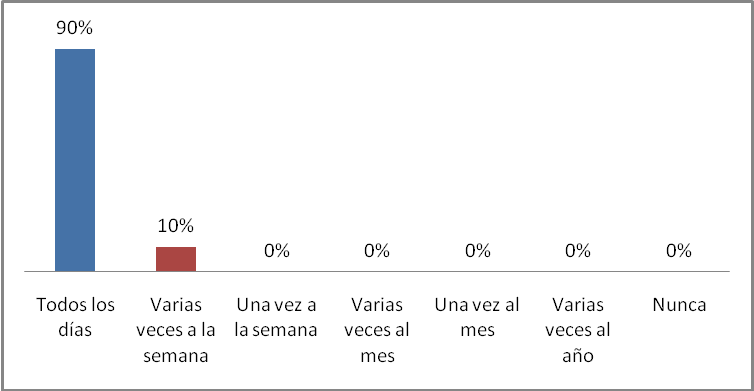 90%
10%
0%
0%
0%
0%
0%
Todos los
días
Varias
veces a la
semana
Una vez a
la semana
Varias
veces al
mes
Una vez al
mes
Varias
veces al
año
Nunca